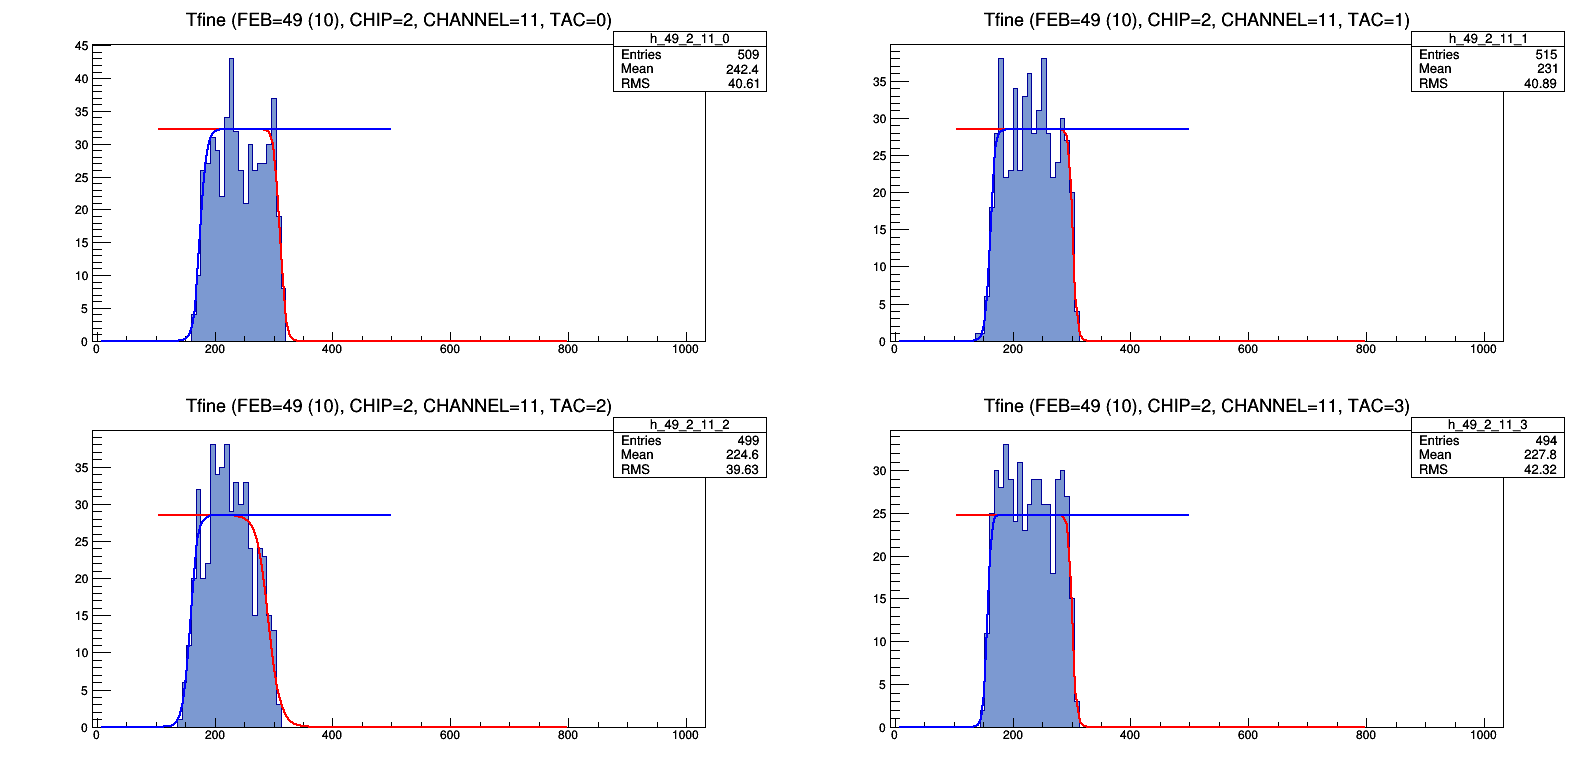 Tfine (FEB=49 (10), CHIP=2, CHANNEL=11, TAC=0)
h_49_2_11_0
Entries 509
Mean 242.4
RMS 40.61
45
40
35
30
25
20
15
10
5
0
0 200 400 600 800 1000
Tfine (FEB=49 (10), CHIP=2, CHANNEL=11, TAC=1)
h_49_2_11_1
Entries 515
Mean 231
RMS 40.89
35
30
25
20
15
10
5
0
0 200 400 600 800 1000
Tfine (FEB=49 (10), CHIP=2, CHANNEL=11, TAC=2)
h_49_2_11_2
Entries 499
Mean 224.6
RMS 39.63
35
30
25
20
15
10
5
0
0 200 400 600 800 1000
Tfine (FEB=49 (10), CHIP=2, CHANNEL=11, TAC=3)
h_49_2_11_3
Entries 494
Mean 227.8
RMS 42.32
30
25
20
15
10
5
0
0 200 400 600 800 1000